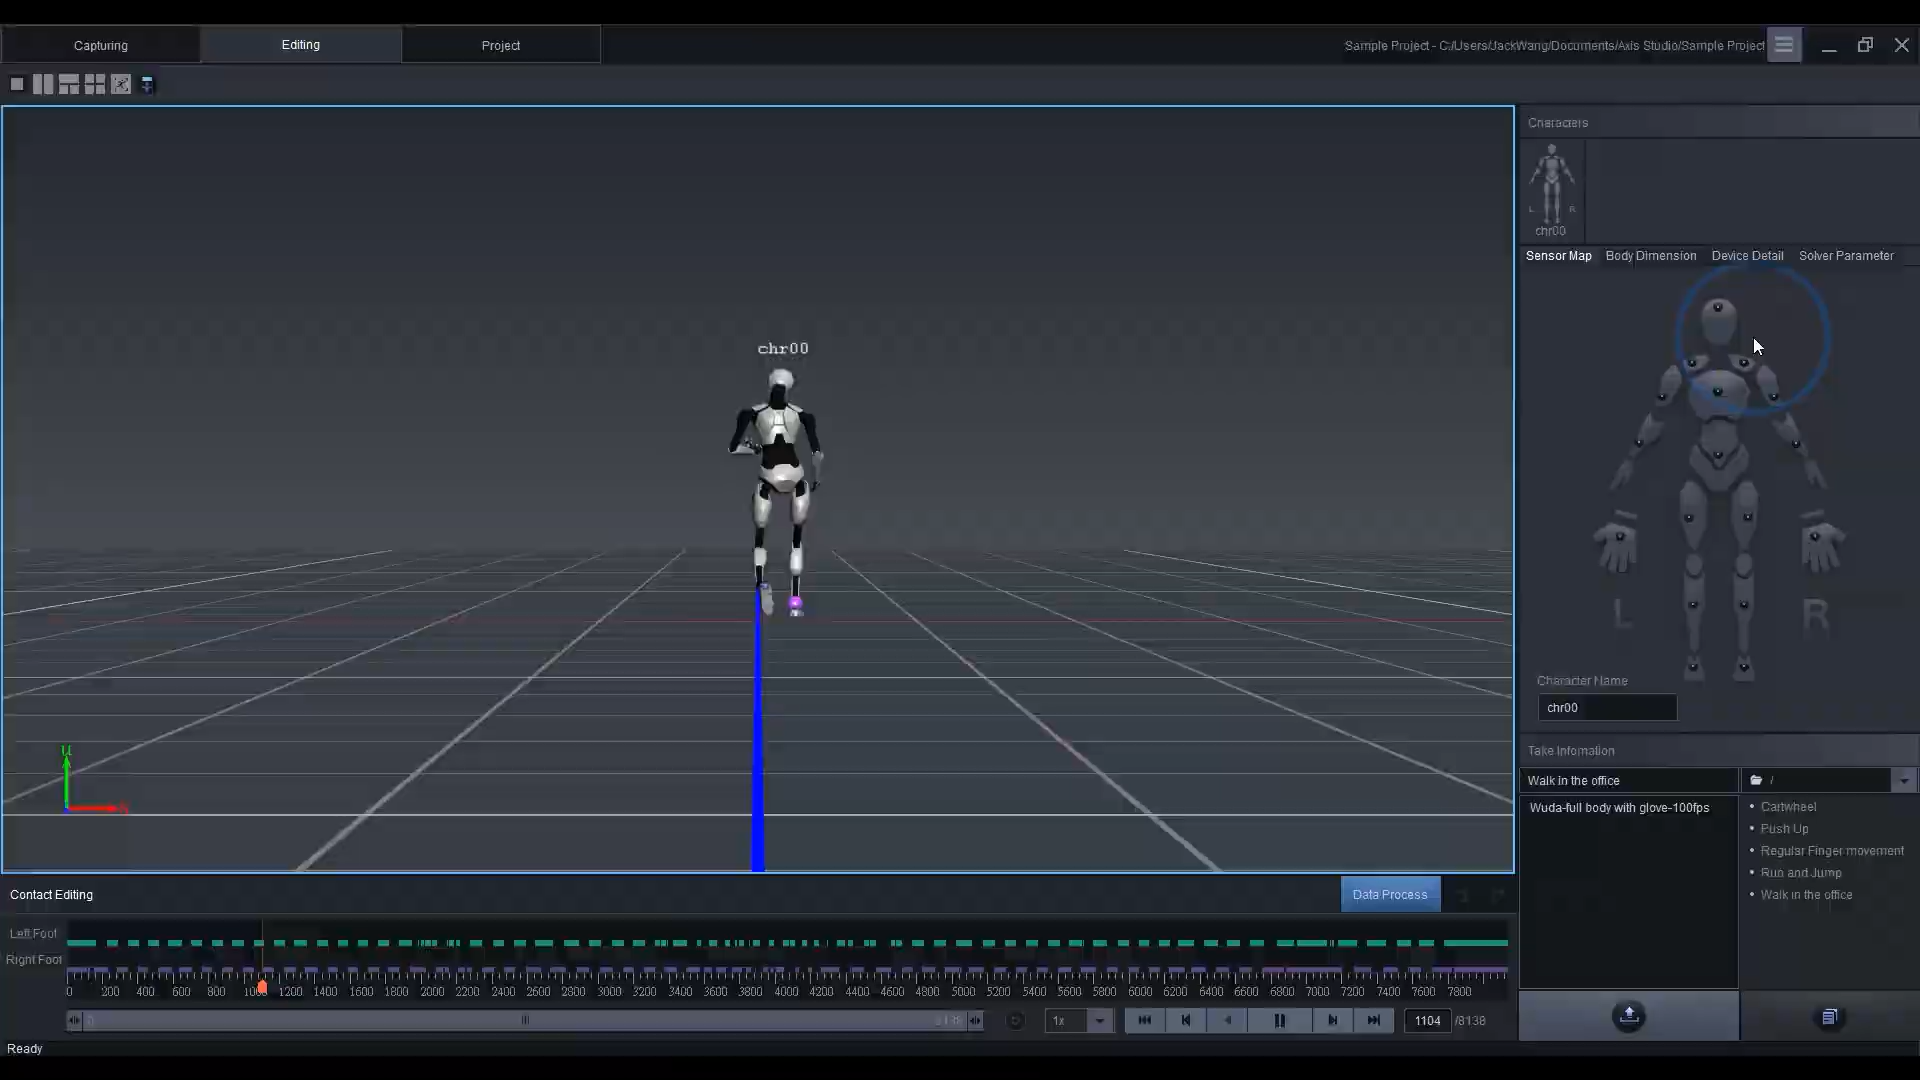 Capturing
Editing
Project
Sample Project - C:/Users/JackWang/Documents/Axis Studio/Sample Project
Characters
L R
chr00
Sensor Map Body Dimension Device Detail Solver Parameter
chr00
L R
Character Name
chr00
Take Infomation
Walk in the office
/
Wuda-full body with glove-100fps
• Cartwheel
• Push Up
• Regular Finger movement
• Run and Jump
• Walk in the office
Contact Editing
Data Process
Left Foot
Right Foot
0 200 400 600 800 1000 1200 1400 1600 1800 2000 2200 2400 2600 2800 3000 3200 3400 3600 3800 4000 4200 4400 4600 4800 5000 5200 5400 5600 5800 6000 6200 6400 6600 6800 7000 7200 7400 7600 7800
0
8138
1x
1104 /8138
Ready